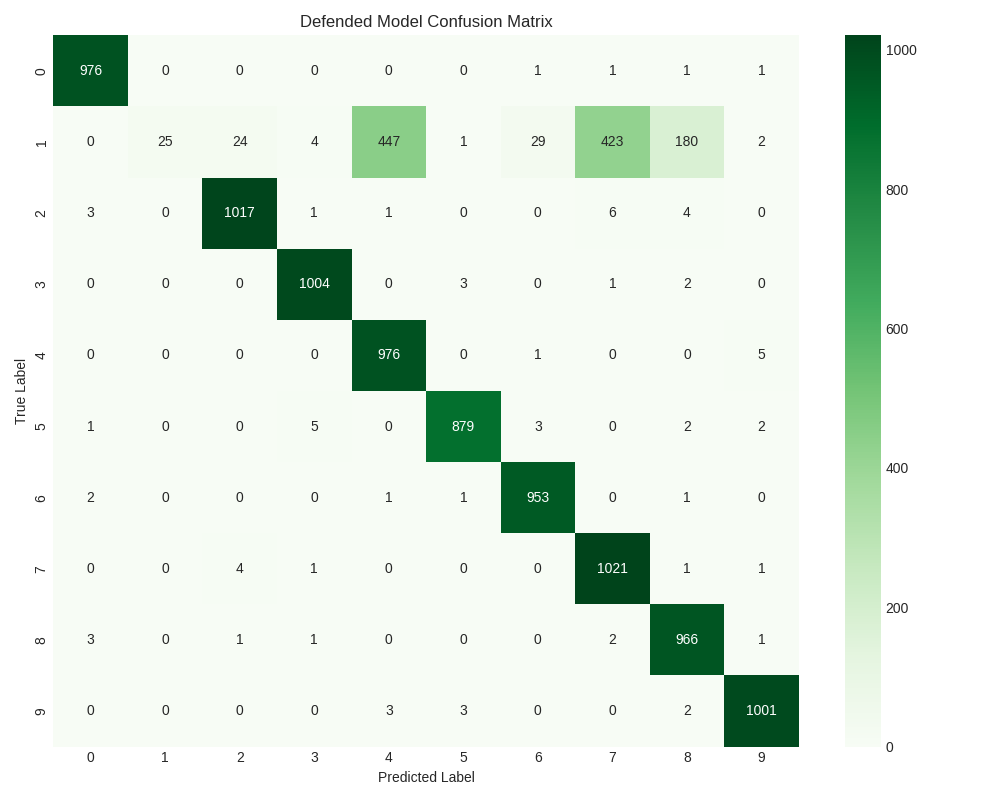 Defended Model Confusion Matrix
0 976 0 0 0 0 0 1 1 1 1
1 0 25 24 4 447 1 29 423 180 2
2 3 0 1017 1 1 0 0 6 4 0
3 0 0 0 1004 0 3 0 1 2 0
4 0 0 0 0 976 0 1 0 0 5
5 1 0 0 5 0 879 3 0 2 2
6 2 0 0 0 1 1 953 0 1 0
7 0 0 4 1 0 0 0 1021 1 1
8 3 0 1 1 0 0 0 2 966 1
9 0 0 0 0 3 3 0 0 2 1001
0 1 2 3 4 5 6 7 8 9
Predicted Label
True Label
1000
800
600
400
200
0